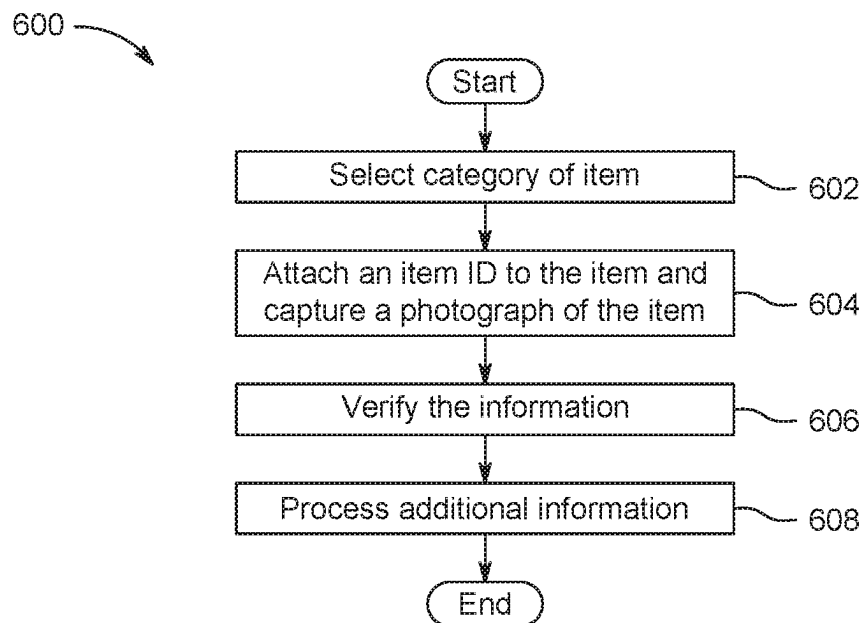 600
Start
Select category of item
602
Attach an item ID to the item and
capture a photograph of the item
604
Verify the information
606
Process additional information
608
End